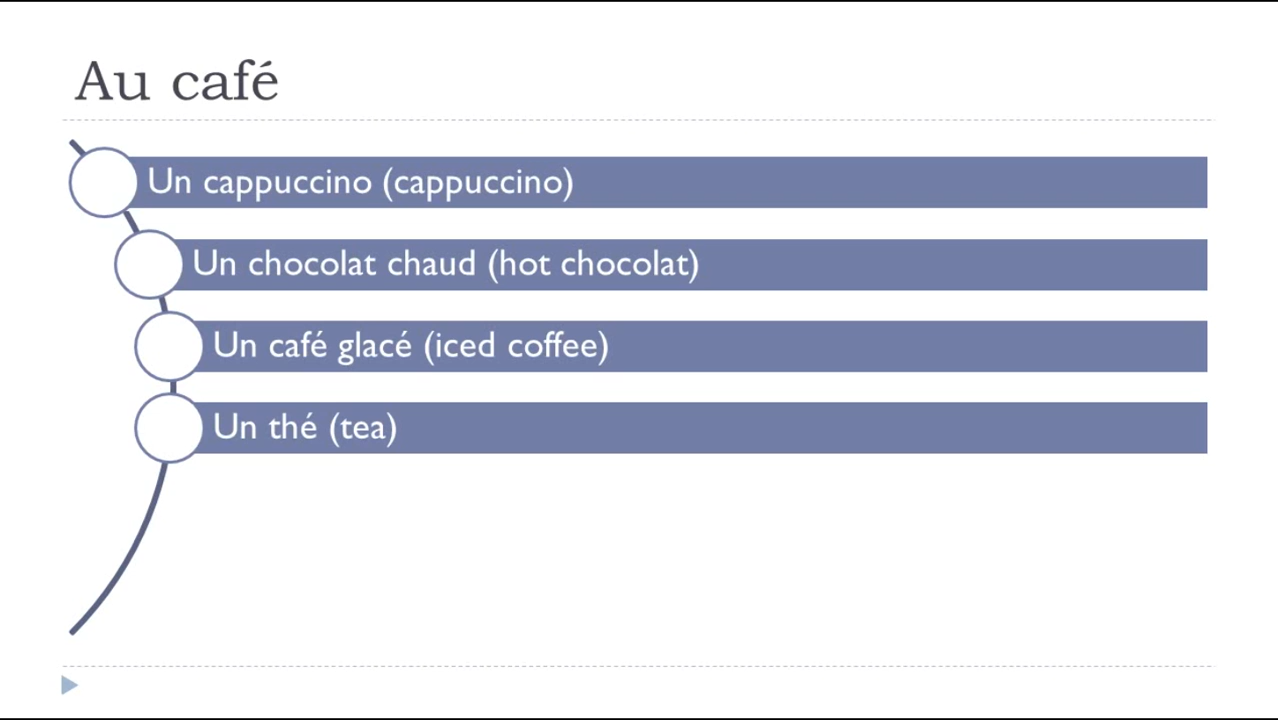 Au café
Un cappuccino (cappuccino)
Un chocolat chaud (hot chocolat)
Un café glacé (iced coffee)
Un thé (tea)